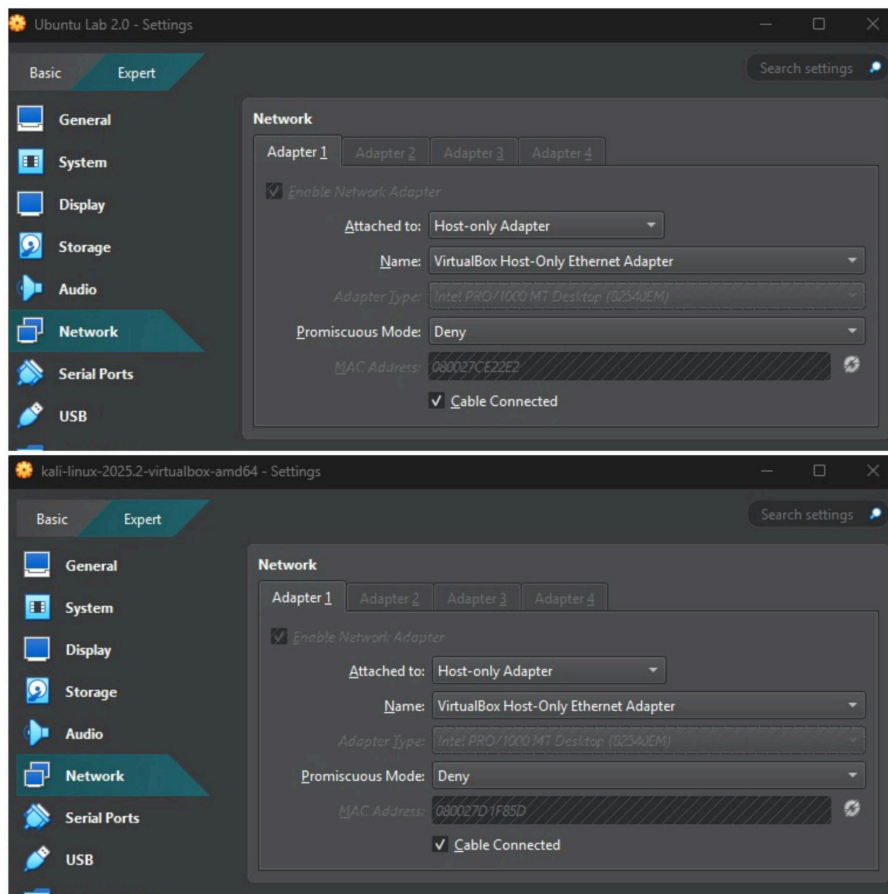 Ubuntu Lab 2.0 - Settings
Basic Expert Search settings
General
System
Display
Storage
Audio
Network
Serial Ports
USB
Network
Adapter 1 Adapter 2 Adapter 3 Adapter 4
Enable Network Adapter
Attached to: Host-only Adapter
Name: VirtualBox Host-Only Ethernet Adapter
Adapter Type: Intel PRO/1000 MT Desktop (82540EM)
Promiscuous Mode: Deny
MAC Address: 080027CE22E2
Cable Connected
kali-linux-2025.2-virtualbox-amd64 - Settings
Basic Expert Search settings
General
System
Display
Storage
Audio
Network
Serial Ports
USB
Network
Adapter 1 Adapter 2 Adapter 3 Adapter 4
Enable Network Adapter
Attached to: Host-only Adapter
Name: VirtualBox Host-Only Ethernet Adapter
Adapter Type: Intel PRO/1000 MT Desktop (82540EM)
Promiscuous Mode: Deny
MAC Address: 080027D1F85D
Cable Connected